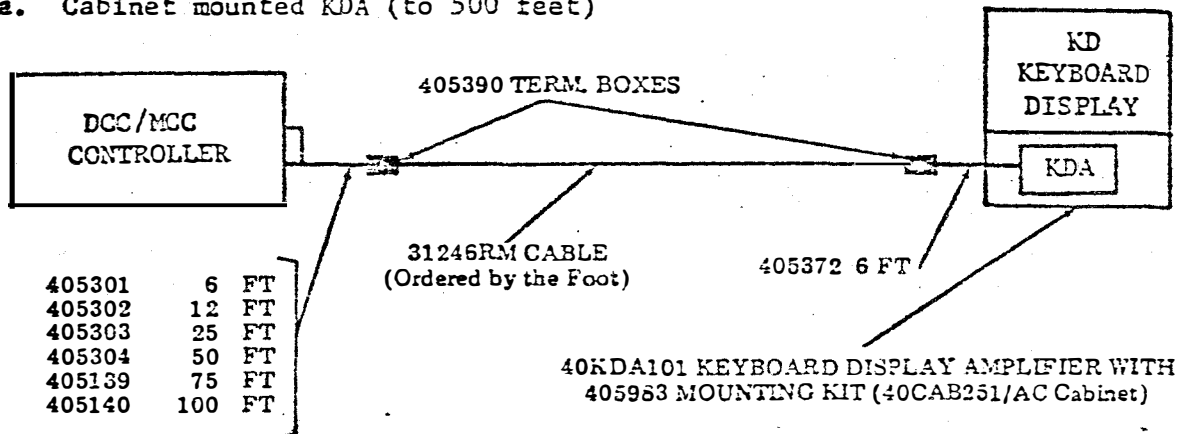 a. Cabinet mounted KDA (to 500 feet)
KD
KEYBOARD
DISPLAY
405390 TERM. BOXES
DCC/MCC
CONTROLLER
KDA
31246RM CABLE
(Ordered by the Foot)
405372 6 FT
405301 6 FT
405302 12 FT
405303 25 FT
405304 50 FT
405139 75 FT
405140 100 FT
40KDA101 KEYBOARD DISPLAY AMPLIFIER WITH
405983 MOUNTING KIT (40CAB251/AC Cabinet)